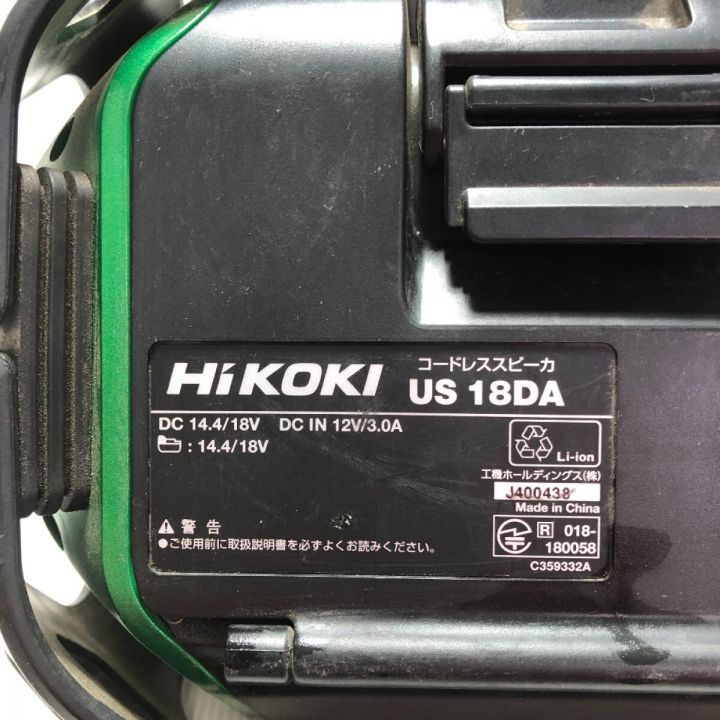 HiKOKI
コードレススピーカ
US 18DA
DC 14.4/18V DC IN 12V/3.0A
: 14.4/18V
Li-ion
工機ホールディングス(株)
J400438
Made in China
警告
●ご使用前に取扱説明書を必ずよくお読みください。
R 018-
180058
C359332A